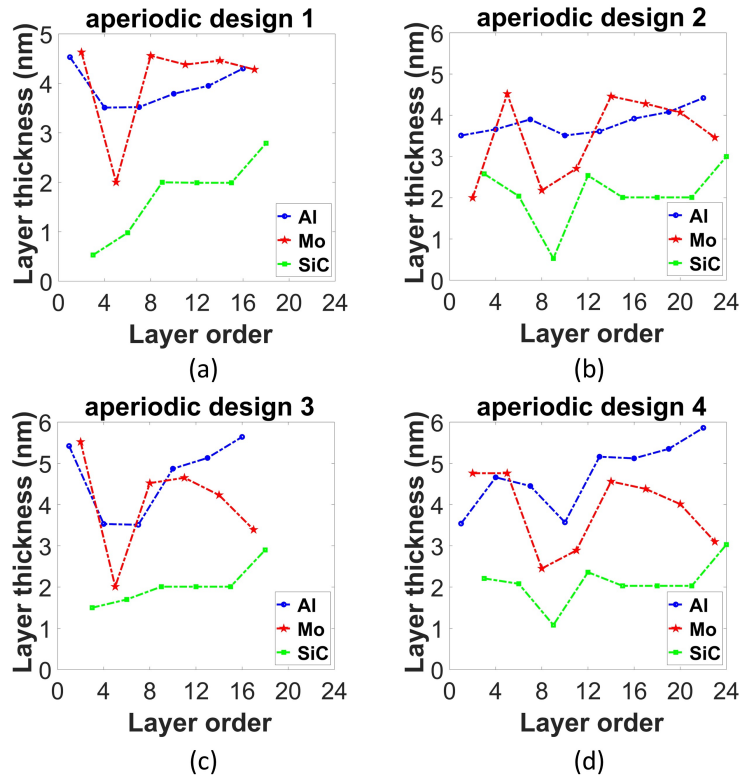 aperiodic design 1
Layer thickness (nm)
5
4
3
2
1
0
0 4 8 12 16 20 24
Layer order
Al
Mo
SiC
(a)
aperiodic design 2
Layer thickness (nm)
6
5
4
3
2
1
0
0 4 8 12 16 20 24
Layer order
Al
Mo
SiC
(b)
aperiodic design 3
Layer thickness (nm)
6
5
4
3
2
1
0
0 4 8 12 16 20 24
Layer order
Al
Mo
SiC
(c)
aperiodic design 4
Layer thickness (nm)
6
5
4
3
2
1
0
0 4 8 12 16 20 24
Layer order
Al
Mo
SiC
(d)